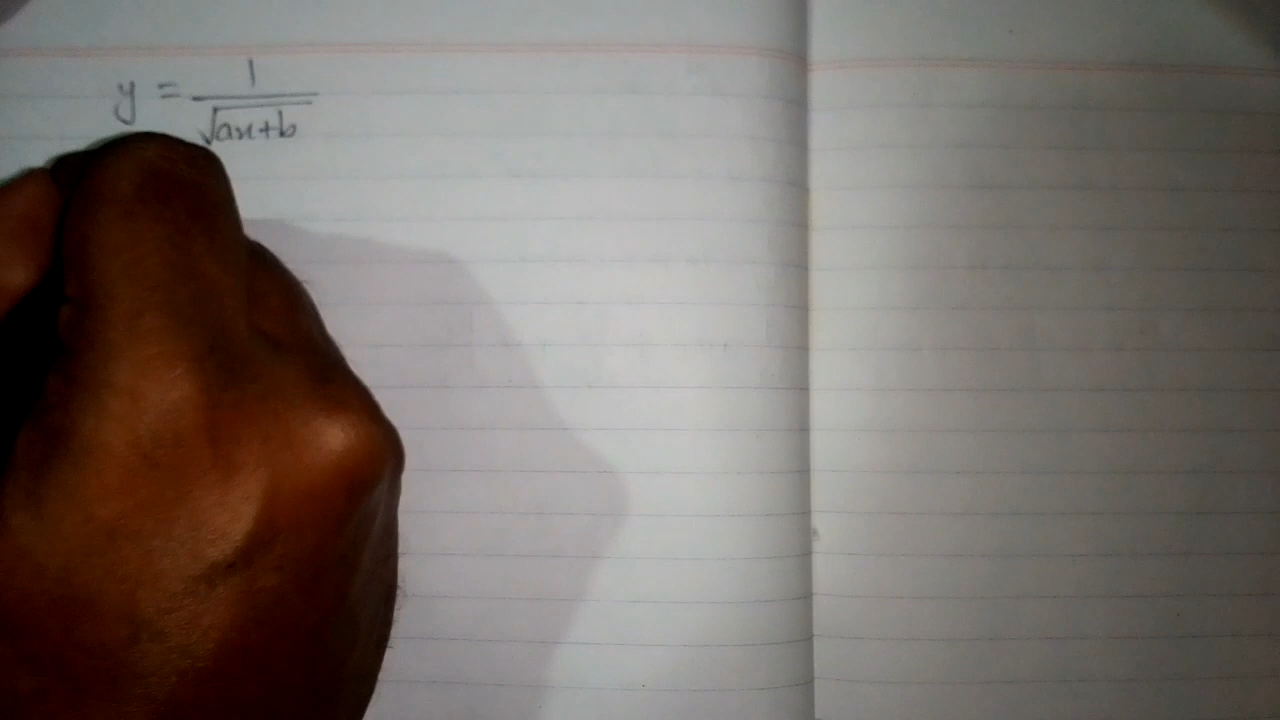 y = 1/√(ax+b)